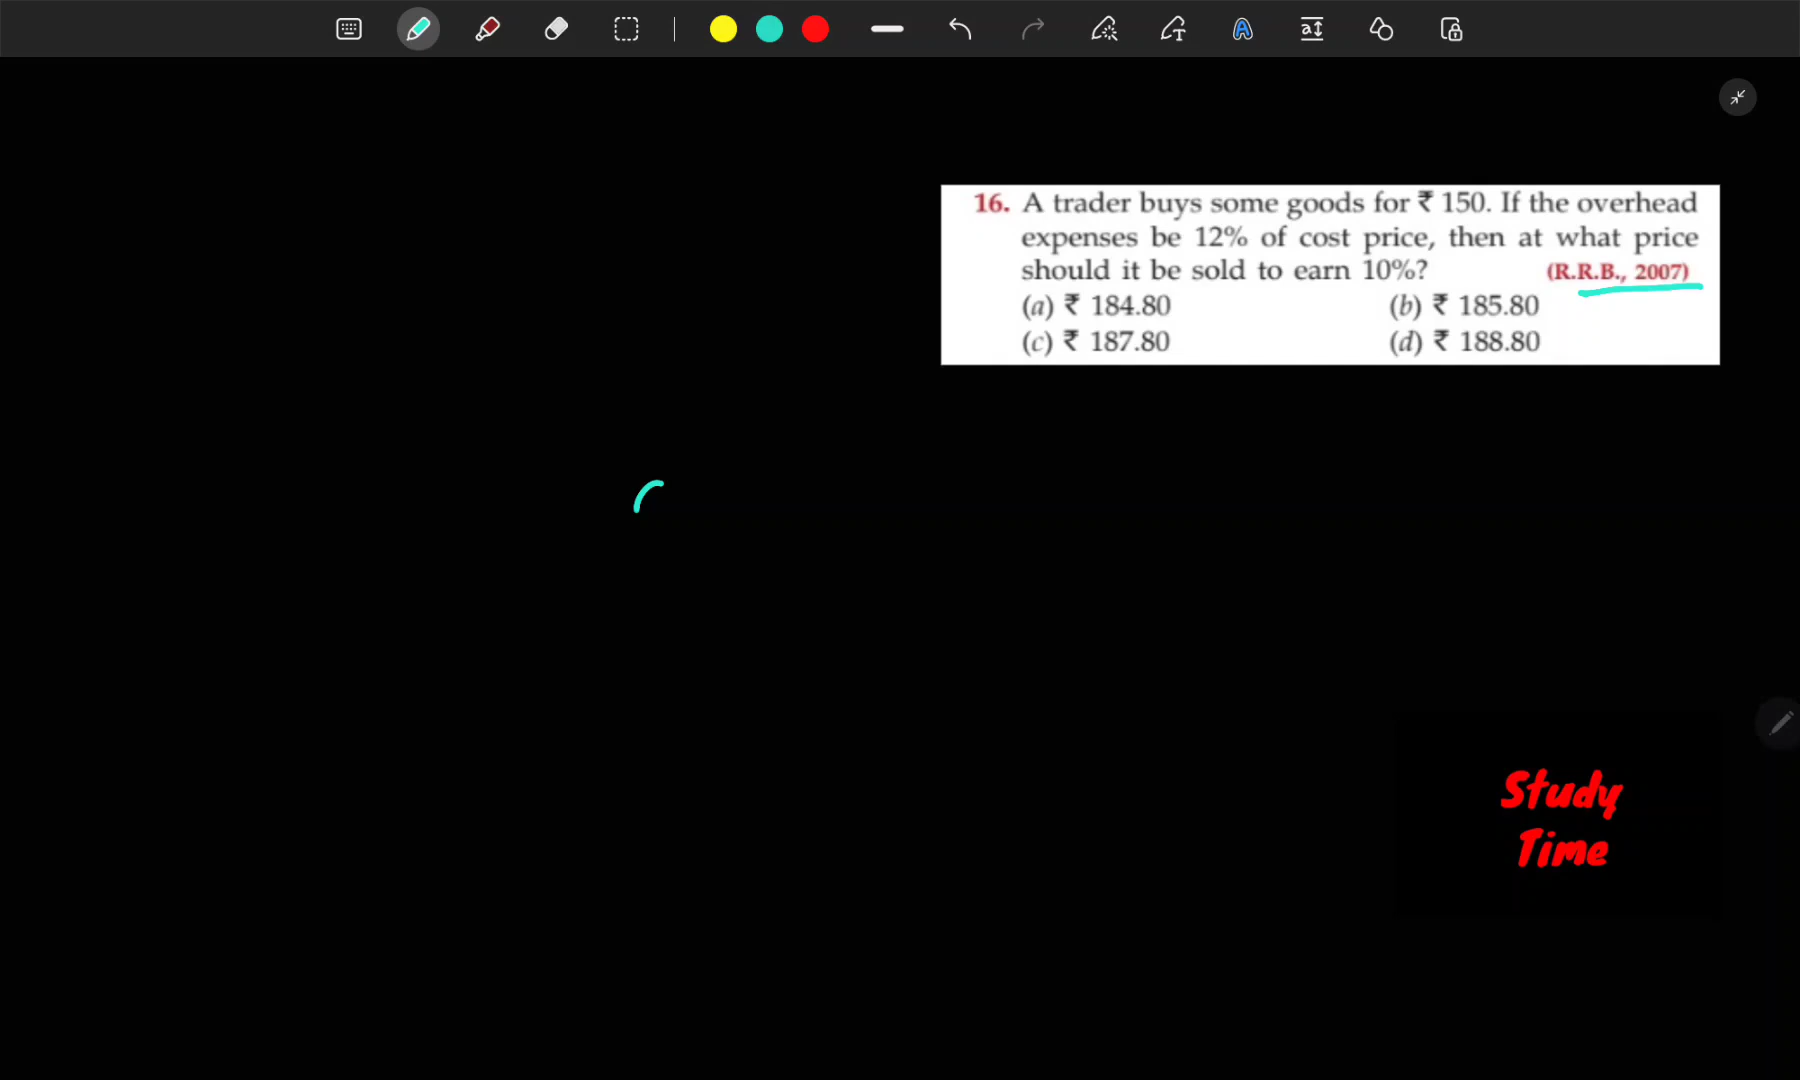 16. A trader buys some goods for ₹ 150. If the overhead
expenses be 12% of cost price, then at what price
should it be sold to earn 10%? (R.R.B., 2007)
(a) ₹ 184.80 (b) ₹ 185.80
(c) ₹ 187.80 (d) ₹ 188.80
Study
Time